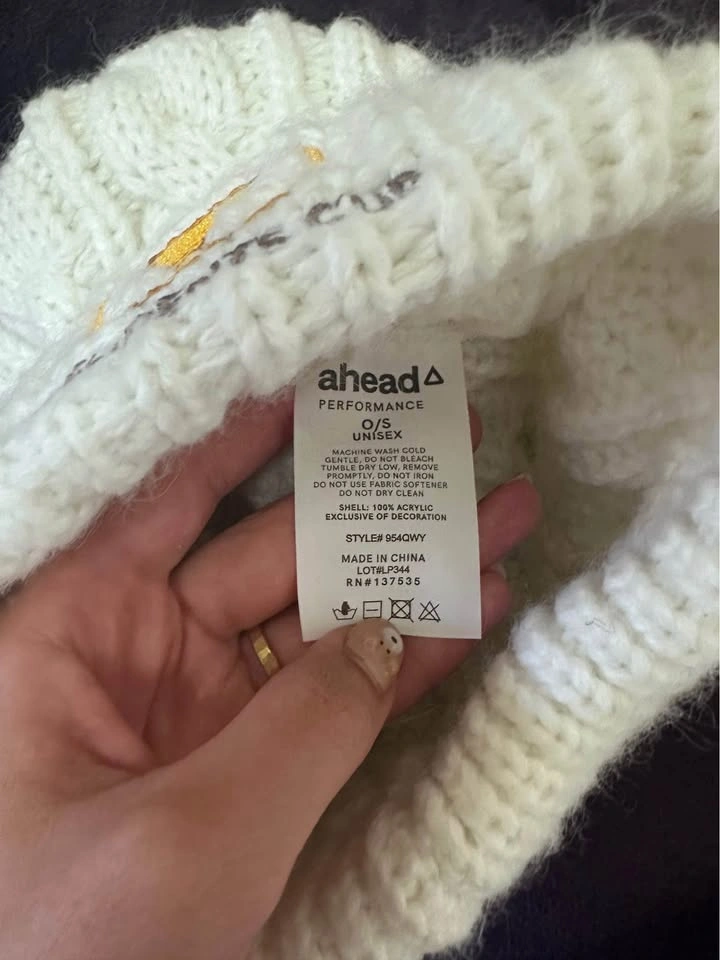 ahead
PERFORMANCE
O/S
UNISEX
MACHINE WASH COLD
GENTLE, DO NOT BLEACH
TUMBLE DRY LOW, REMOVE
PROMPTLY, DO NOT IRON
DO NOT USE FABRIC SOFTENER
DO NOT DRY CLEAN
SHELL: 100% ACRYLIC
EXCLUSIVE OF DECORATION
STYLE# 954QWY
MADE IN CHINA
LOT#LP344
RN#137535